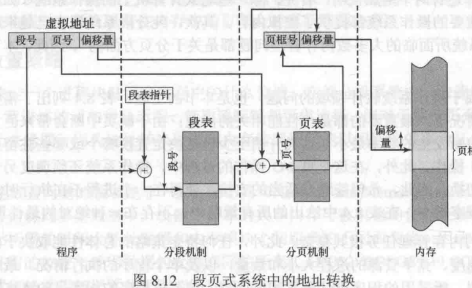 虚拟地址
段号 页号 偏移量
页框号 偏移量
段表指针
段表
页表
段号
页号
偏移量
页框
程序
分段机制
分页机制
内存
图 8.12 段页式系统中的地址转换